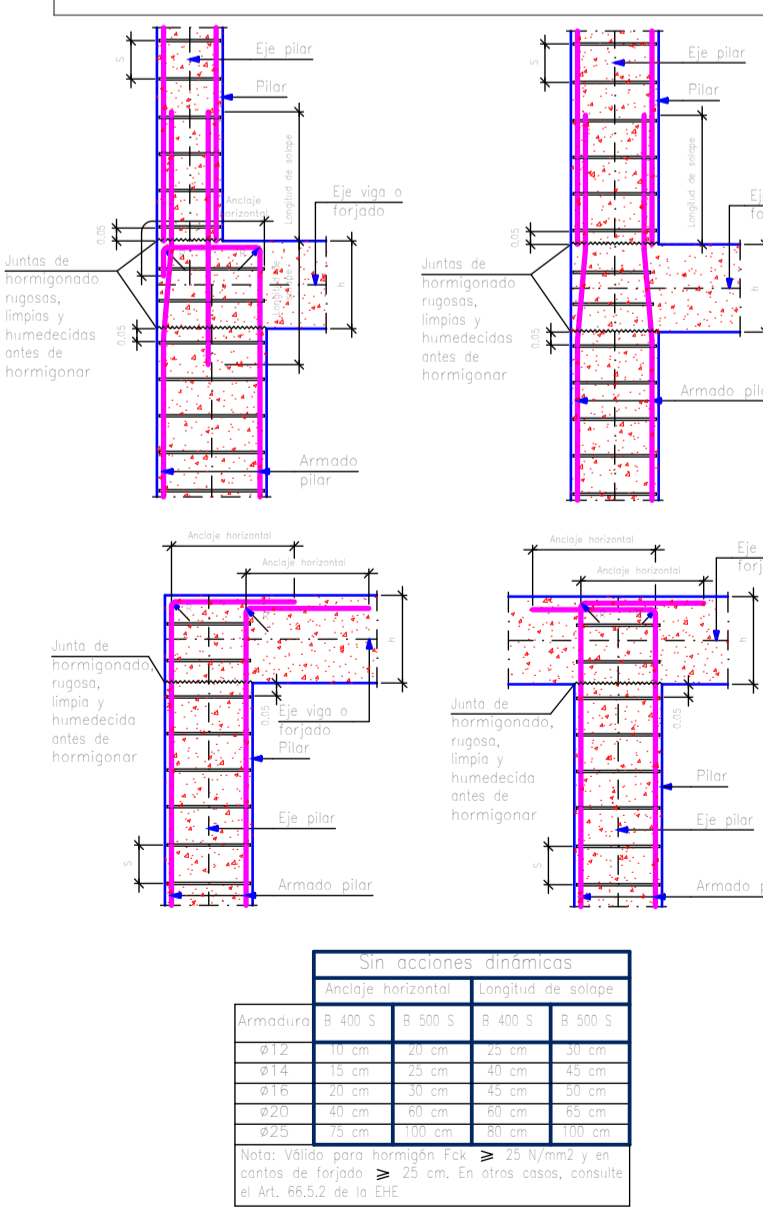 Eje pilar
S
Pilar
Longitud de solape
Anclaje
horizontal
Eje viga o
forjado
0.05
Juntas de
hormigonado
rugosas,
limpias y
humedecidas
antes de
hormigonar
h
0.05
Armado
pilar
Eje pilar
S
Pilar
Longitud de solape
0.05
Juntas de
hormigonado
rugosas,
limpias y
humedecidas
antes de
hormigonar
h
0.05
Anclaje horizontal
Anclaje horizontal
Junta de
hormigonado,
rugosa,
limpia y
humedecida
antes de
hormigonar
h
0.05
Eje viga o
forjado
Pilar
Eje pilar
S
Armado pilar
Anclaje horizontal
Anclaje horizontal
Eje
Junta de
hormigonado,
rugosa,
limpia y
humedecida
antes de
hormigonar
h
0.05
Pilar
Eje pilar
S
Armado
Sin acciones dinámicas
Anclaje horizontal Longitud de solape
Armadura B 400 S B 500 S B 400 S B 500 S
ø12 10 cm 20 cm 25 cm 30 cm
ø14 15 cm 25 cm 40 cm 45 cm
ø16 20 cm 30 cm 45 cm 50 cm
ø20 40 cm 60 cm 60 cm 65 cm
ø25 75 cm 100 cm 80 cm 100 cm
Nota: Válido para hormigón Fck ≥ 25 N/mm2 y en
cantos de forjado ≥ 25 cm. En otros casos, consulte
el Art. 66.5.2 de la EHE